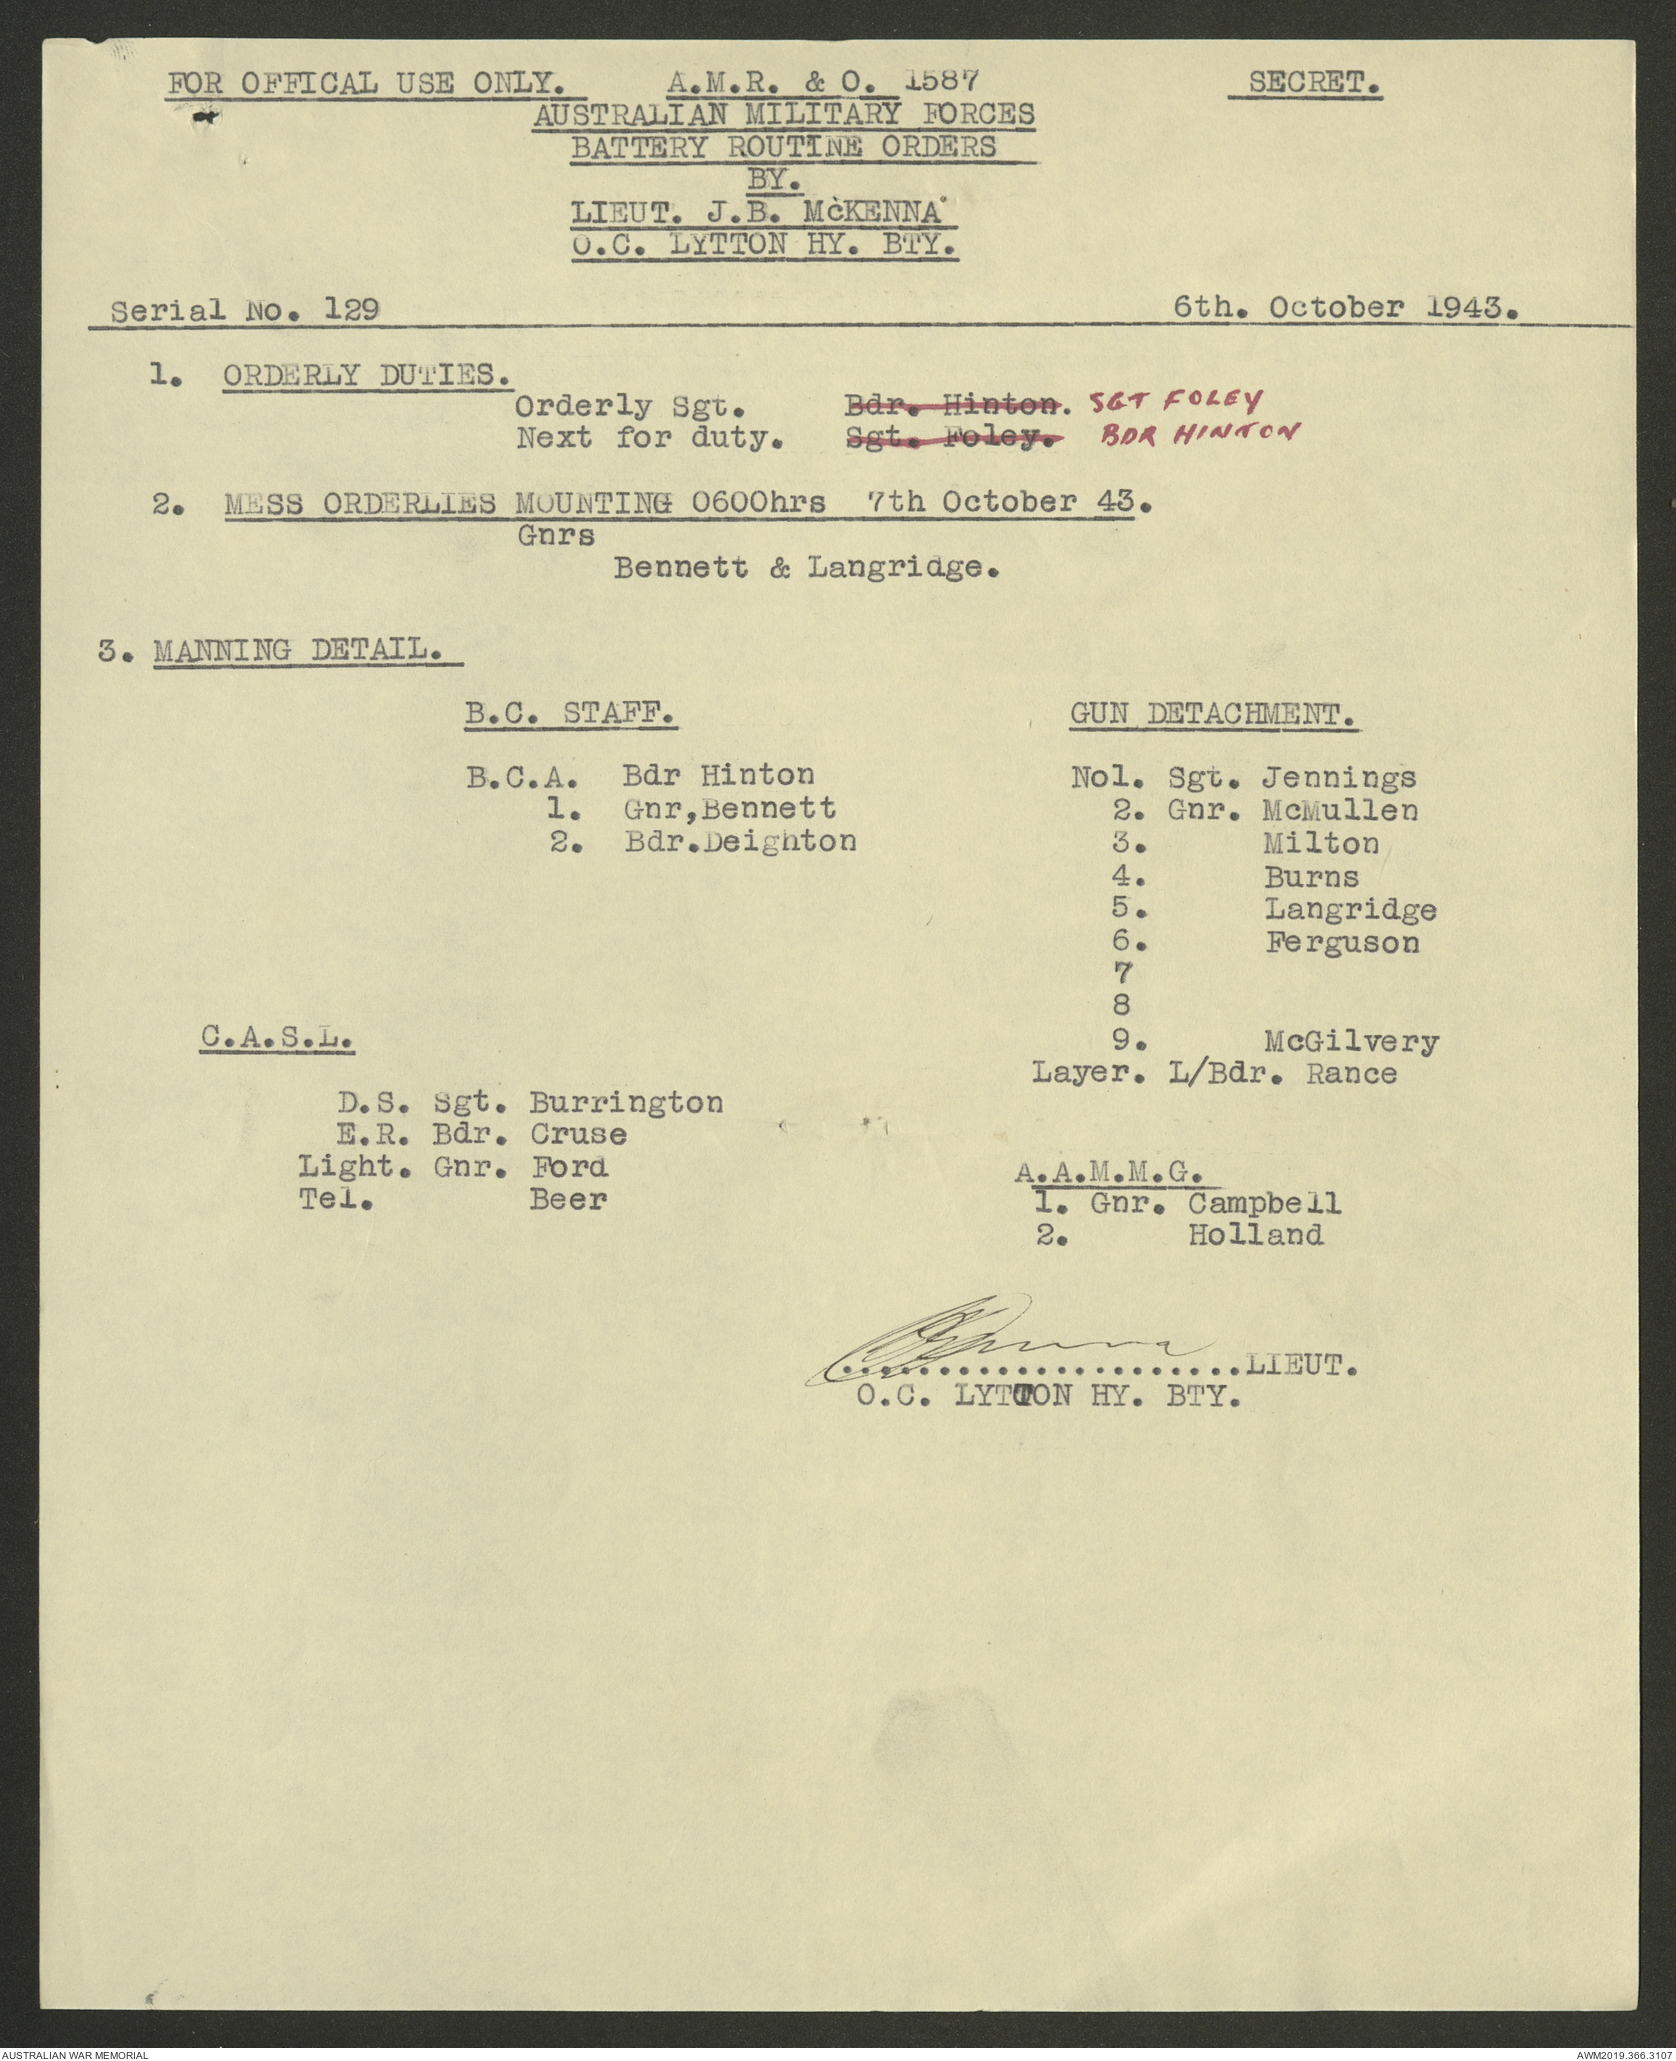 FOR OFFICAL USE ONLY. A.M.R. & O. 1587 SECRET.
AUSTRALIAN MILITARY FORCES
BATTERY ROUTINE ORDERS
BY.
LIEUT. J.B. McKENNA
O.C. LYTTON HY. BTY.
Serial No. 129 6th. October 1943.
1. ORDERLY DUTIES.
Orderly Sgt. Bdr. Hinton. SGT FOLEY
Next for duty. Sgt. Foley. BDR HINTON
2. MESS ORDERLIES MOUNTING 0600hrs 7th October 43.
Gnrs
Bennett & Langridge.
3. MANNING DETAIL.
B.C. STAFF.
B.C.A. Bdr Hinton
1. Gnr,Bennett
2. Bdr.Deighton
GUN DETACHMENT.
No1. Sgt. Jennings
2. Gnr. McMullen
3. Milton
4. Burns
5. Langridge
6. Ferguson
7
8
9. McGilvery
Layer. L/Bdr. Rance
C.A.S.L.
D.S. Sgt. Burrington
E.R. Bdr. Cruse
Light. Gnr. Ford
Tel. Beer
A.A.M.M.G.
1. Gnr. Campbell
2. Holland
.....................LIEUT.
O.C. LYTTON HY. BTY.
AUSTRALIAN WAR MEMORIAL AWM2019.366.3107